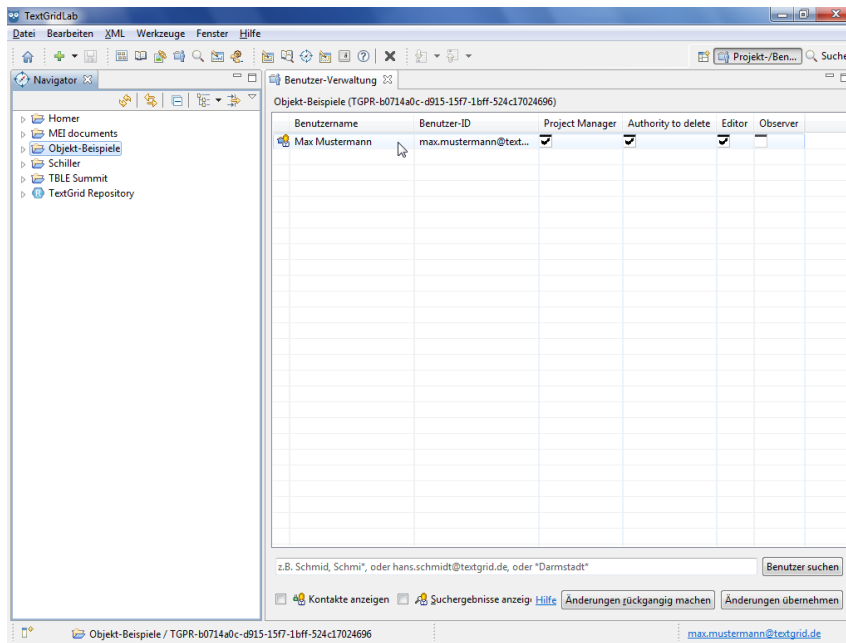 TextGridLab
Datei Bearbeiten XML Werkzeuge Fenster Hilfe
Projekt-/Ben... Suche
Navigator
Homer
MEI documents
Objekt-Beispiele
Schiller
TBLE Summit
TextGrid Repository
Benutzer-Verwaltung
Objekt-Beispiele (TGPR-b0714a0c-d915-15f7-1bff-524c17024696)
Benutzername Benutzer-ID Project Manager Authority to delete Editor Observer
Max Mustermann max.mustermann@text...
z.B. Schmid, Schmi*, oder hans.schmidt@textgrid.de, oder "Darmstadt" Benutzer suchen
Kontakte anzeigen Suchergebnisse anzeig Hilfe Änderungen rückgangig machen Änderungen übernehmen
Objekt-Beispiele / TGPR-b0714a0c-d915-15f7-1bff-524c17024696 max.mustermann@textgrid.de